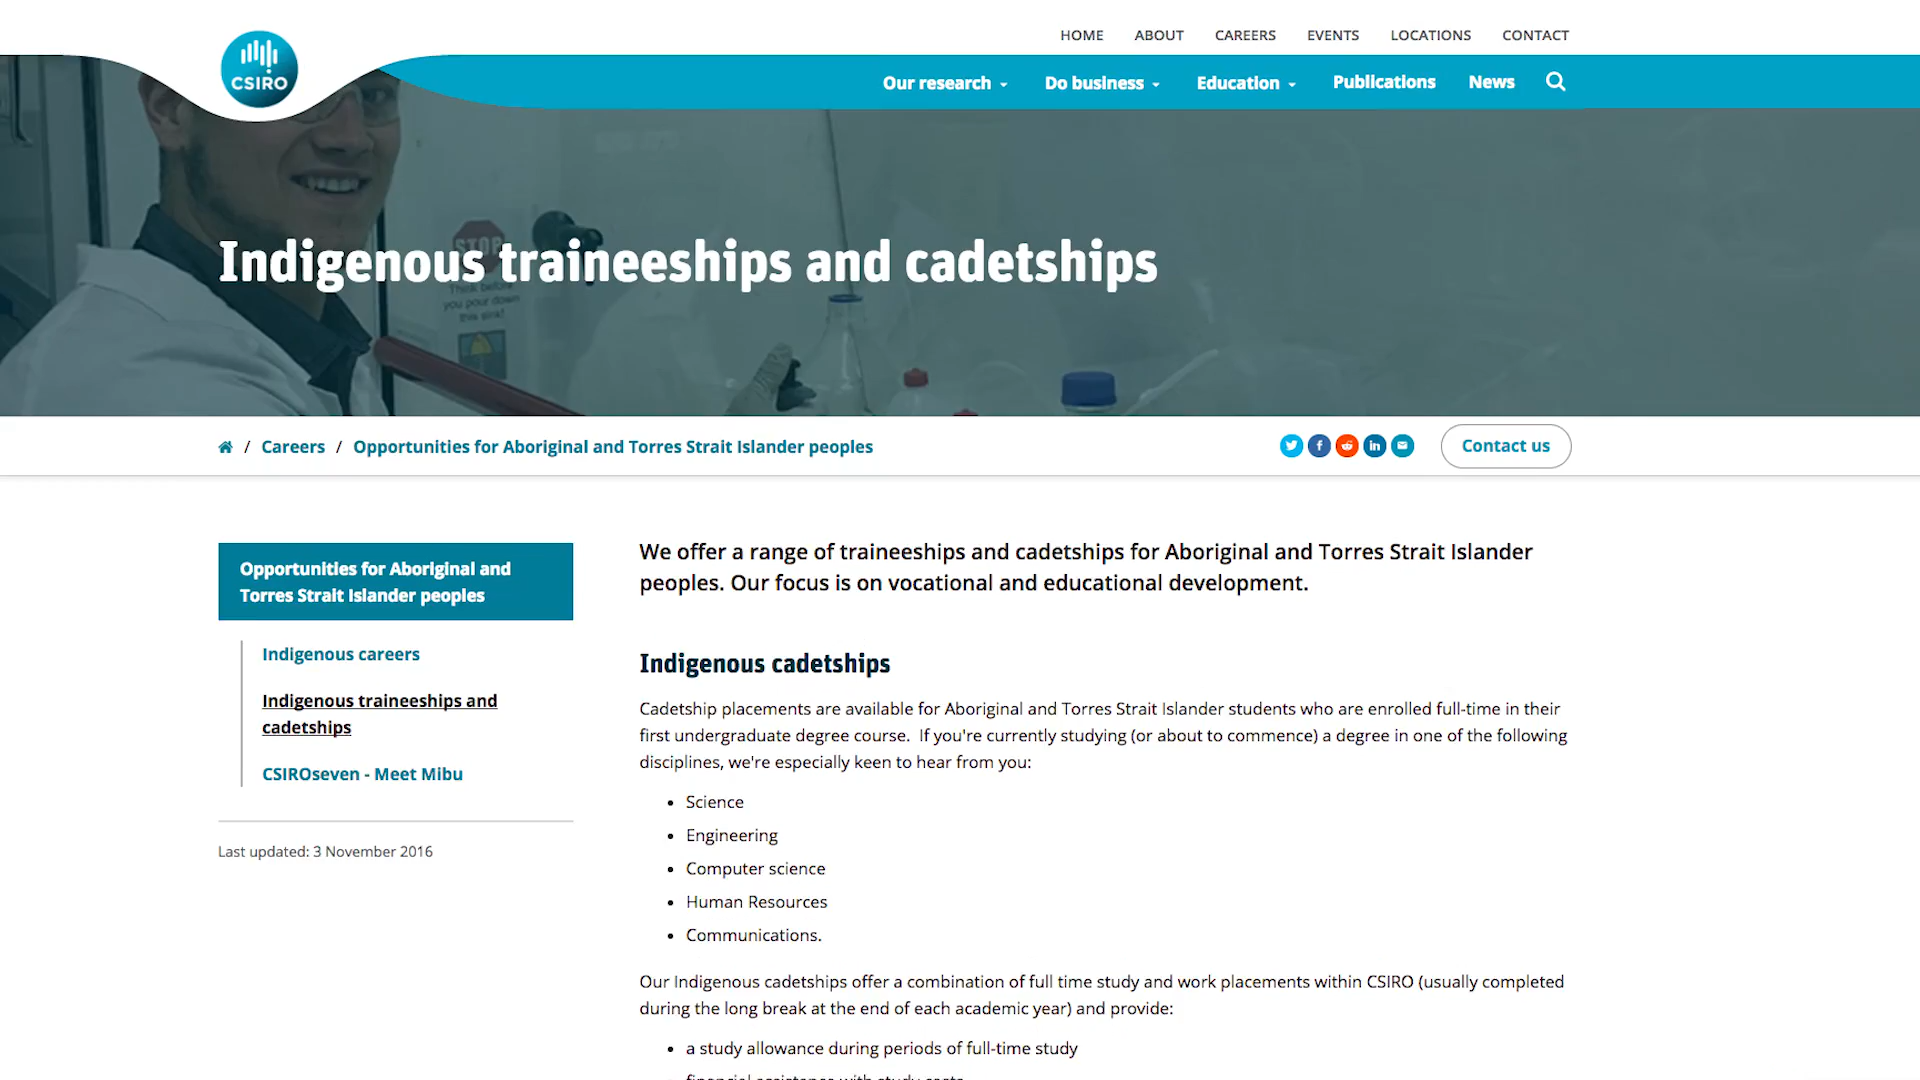 HOME ABOUT CAREERS EVENTS LOCATIONS CONTACT
CSIRO
Our research Do business Education Publications News
STOP
Think before
you pour down
this sink!
Indigenous traineeships and cadetships
/ Careers / Opportunities for Aboriginal and Torres Strait Islander peoples
Contact us
Opportunities for Aboriginal and
Torres Strait Islander peoples
Indigenous careers
Indigenous traineeships and
cadetships
CSIROseven - Meet Mibu
Last updated: 3 November 2016
We offer a range of traineeships and cadetships for Aboriginal and Torres Strait Islander
peoples. Our focus is on vocational and educational development.
Indigenous cadetships
Cadetship placements are available for Aboriginal and Torres Strait Islander students who are enrolled full-time in their
first undergraduate degree course. If you're currently studying (or about to commence) a degree in one of the following
disciplines, we're especially keen to hear from you:
• Science
• Engineering
• Computer science
• Human Resources
• Communications.
Our Indigenous cadetships offer a combination of full time study and work placements within CSIRO (usually completed
during the long break at the end of each academic year) and provide:
• a study allowance during periods of full-time study
• financial assistance with study costs